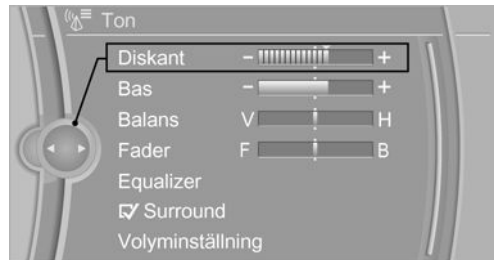 Ton
Diskant - +
Bas - +
Balans V H
Fader F B
Equalizer
Surround
Volyminställning